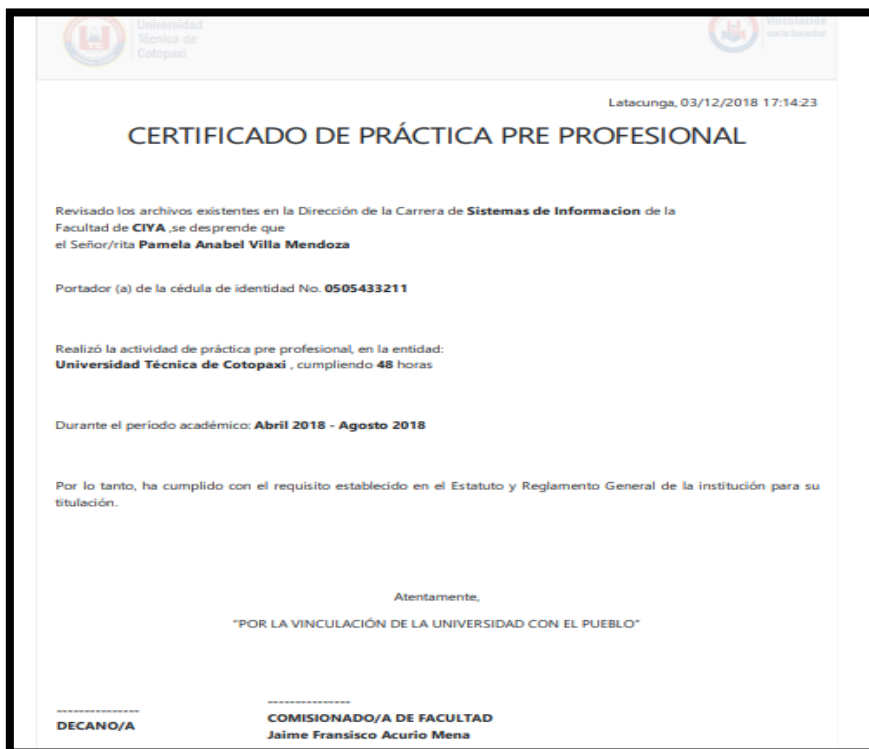 Universidad
Técnica de
Cotopaxi
Vinculación
con la Sociedad
Latacunga, 03/12/2018 17:14:23
CERTIFICADO DE PRÁCTICA PRE PROFESIONAL
Revisado los archivos existentes en la Dirección de la Carrera de Sistemas de Informacion de la
Facultad de CIYA ,se desprende que
el Señor/rita Pamela Anabel Villa Mendoza
Portador (a) de la cédula de identidad No. 0505433211
Realizó la actividad de práctica pre profesional, en la entidad:
Universidad Técnica de Cotopaxi , cumpliendo 48 horas
Durante el periodo académico: Abril 2018 - Agosto 2018
Por lo tanto, ha cumplido con el requisito establecido en el Estatuto y Reglamento General de la institución para su
titulación.
Atentamente,
"POR LA VINCULACIÓN DE LA UNIVERSIDAD CON EL PUEBLO"
---------------
DECANO/A
---------------
COMISIONADO/A DE FACULTAD
Jaime Fransisco Acurio Mena